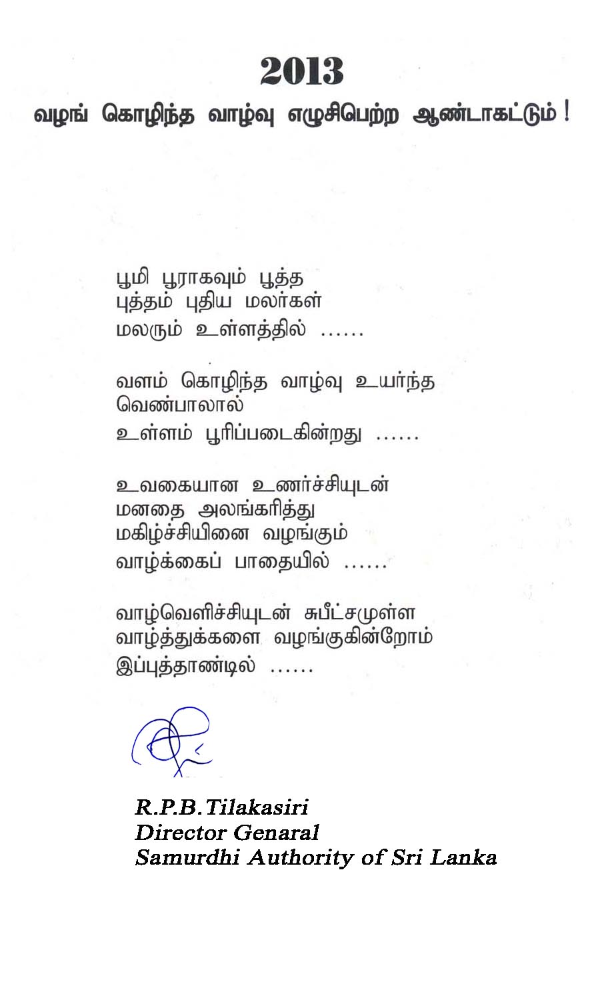 2013
வழங் கொழிந்த வாழ்வு எழுசிபெற்ற ஆண்டாகட்டும் !
பூமி பூராகவும் பூத்த
புத்தம் புதிய மலர்கள்
மலரும் உள்ளத்தில் ......
வளம் கொழிந்த வாழ்வு உயர்ந்த
வெண்பாலால்
உள்ளம் பூரிப்படைகின்றது ......
உவகையான உணர்ச்சியுடன்
மனதை அலங்கரித்து
மகிழ்ச்சியினை வழங்கும்
வாழ்க்கைப் பாதையில் ......
வாழ்வெளிச்சியுடன் சுபீட்சமுள்ள
வாழ்த்துக்களை வழங்குகின்றோம்
இப்புத்தாண்டில் ......
R.P.B.Tilakasiri
Director Genaral
Samurdhi Authority of Sri Lanka